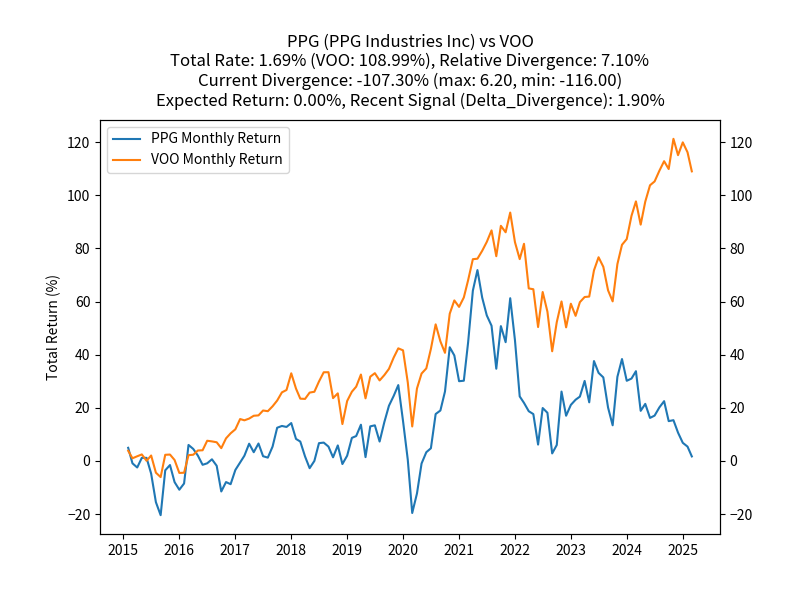 PPG (PPG Industries Inc) vs VOO
Total Rate: 1.69% (VOO: 108.99%), Relative Divergence: 7.10%
Current Divergence: -107.30% (max: 6.20, min: -116.00)
Expected Return: 0.00%, Recent Signal (Delta_Divergence): 1.90%
PPG Monthly Return
VOO Monthly Return
Total Return (%)
120 120
100 100
80 80
60 60
40 40
20 20
0 0
−20 −20
2015 2016 2017 2018 2019 2020 2021 2022 2023 2024 2025